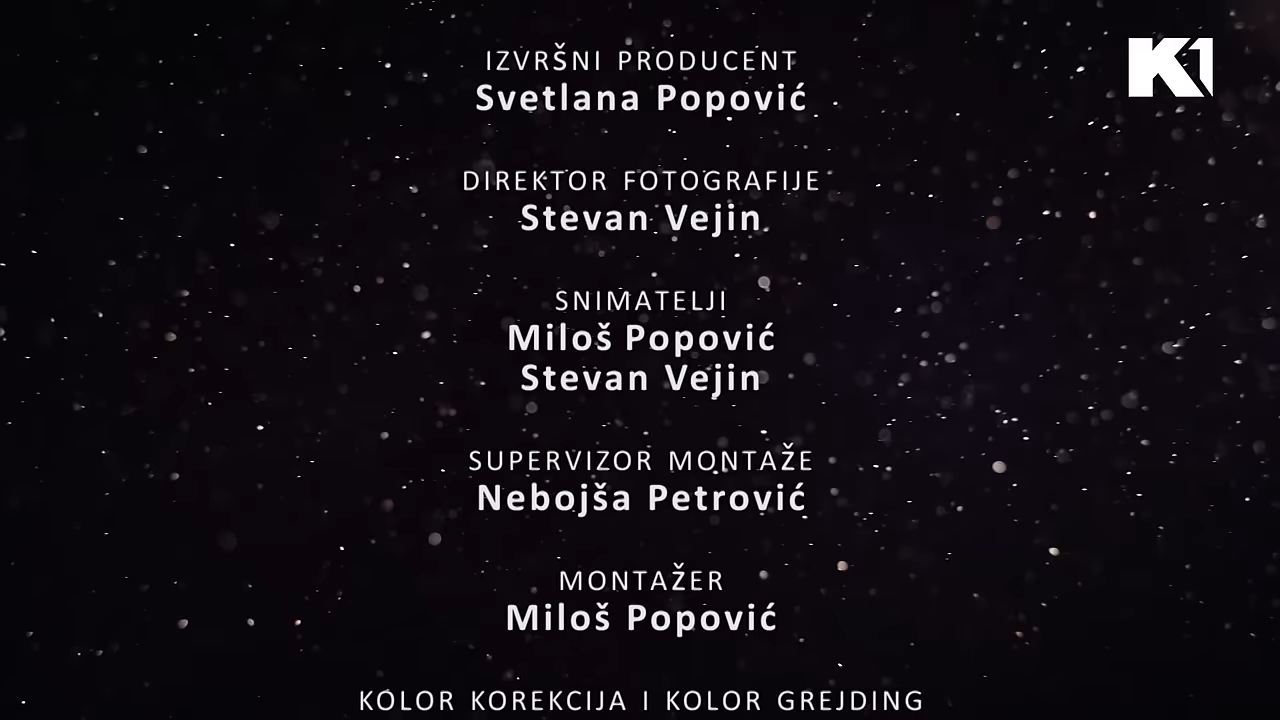 K1
IZVRŠNI PRODUCENT
Svetlana Popović
DIREKTOR FOTOGRAFIJE
Stevan Vejin
SNIMATELJI
Miloš Popović
Stevan Vejin
SUPERVIZOR MONTAŽE
Nebojša Petrović
MONTAŽER
Miloš Popović
KOLOR KOREKCIJA I KOLOR GREJDING